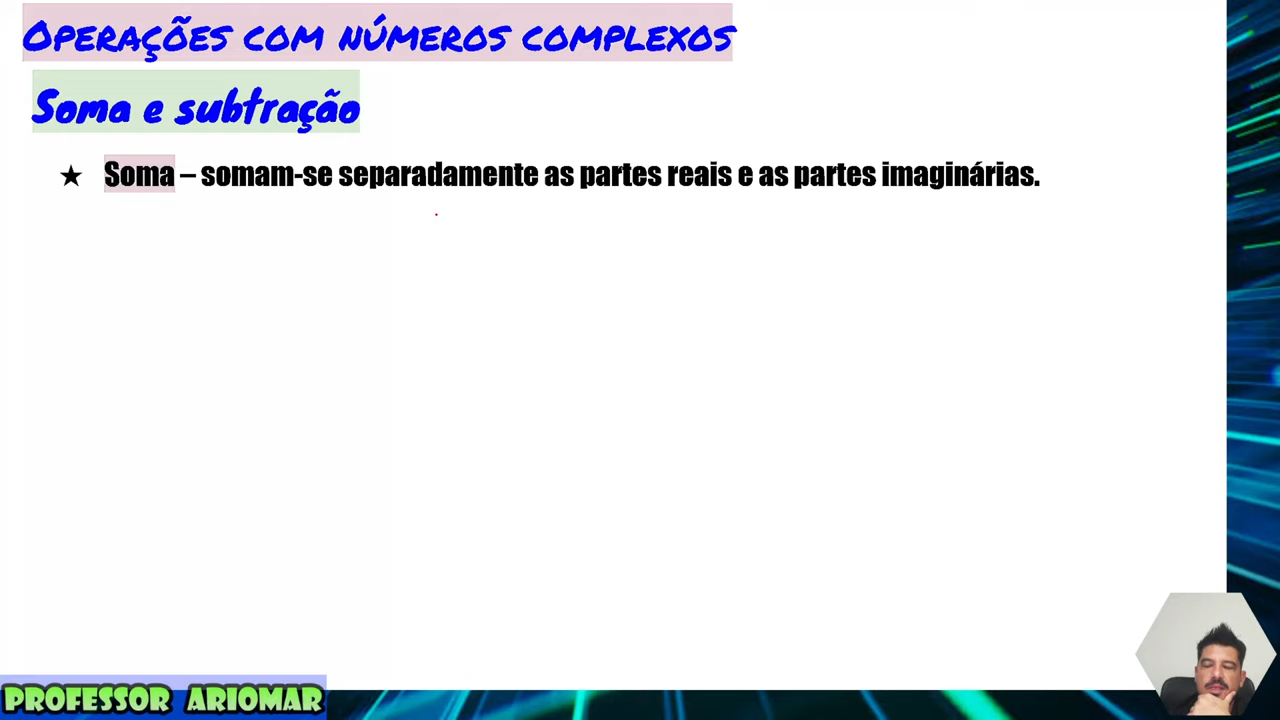 Operações com números complexos
Soma e subtração
★ Soma – somam-se separadamente as partes reais e as partes imaginárias.
PROFESSOR ARIOMAR